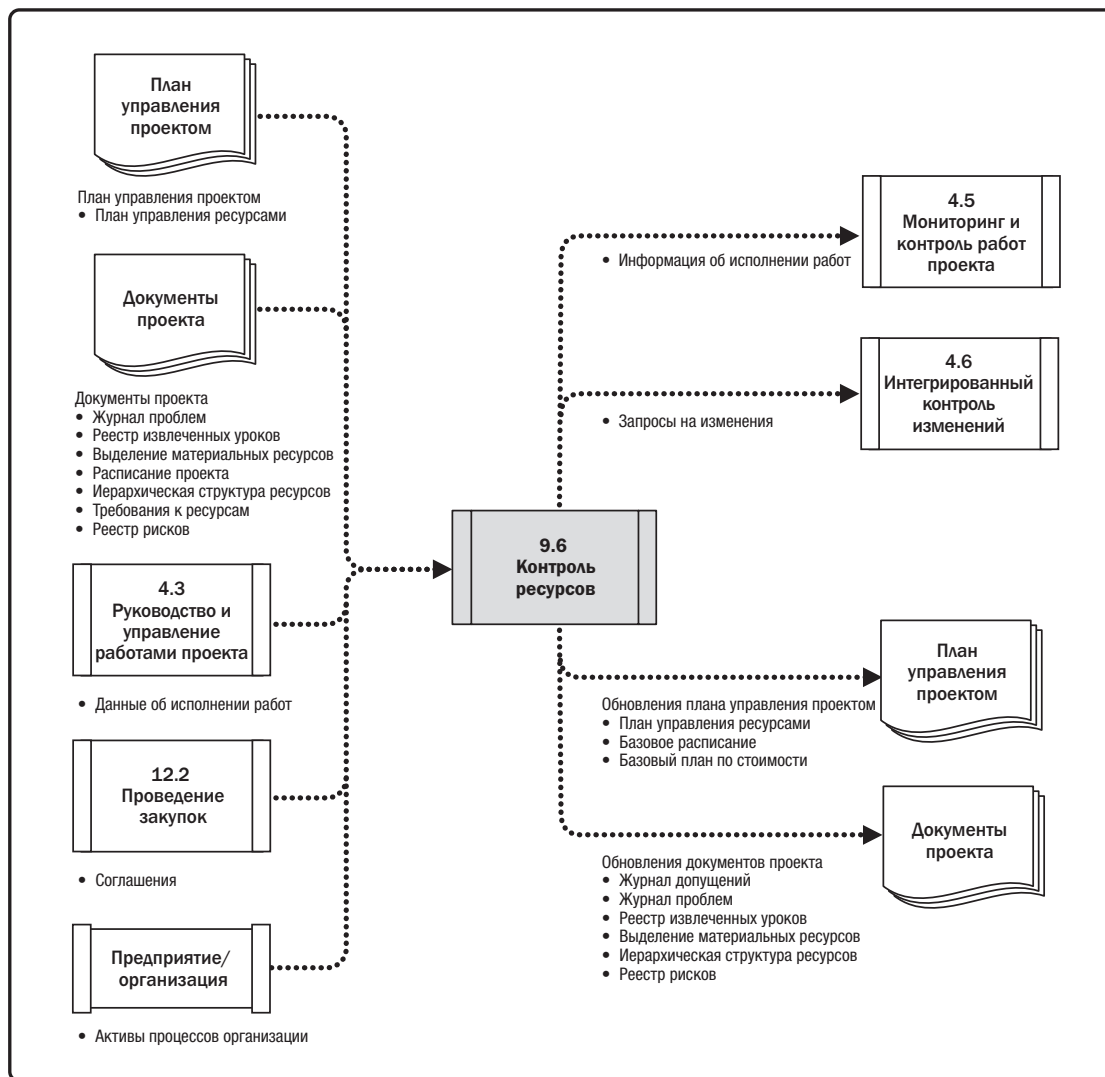 План
управления
проектом
План управления проектом
• План управления ресурсами
Документы
проекта
Документы проекта
• Журнал проблем
• Реестр извлеченных уроков
• Выделение материальных ресурсов
• Расписание проекта
• Иерархическая структура ресурсов
• Требования к ресурсам
• Реестр рисков
4.3
Руководство и
управление
работами проекта
• Данные об исполнении работ
12.2
Проведение
закупок
• Соглашения
Предприятие/
организация
• Активы процессов организации
9.6
Контроль
ресурсов
4.5
Мониторинг и
контроль работ
проекта
• Информация об исполнении работ
4.6
Интегрированный
контроль
изменений
• Запросы на изменения
План
управления
проектом
Обновления плана управления проектом
• План управления ресурсами
• Базовое расписание
• Базовый план по стоимости
Документы
проекта
Обновления документов проекта
• Журнал допущений
• Журнал проблем
• Реестр извлеченных уроков
• Выделение материальных ресурсов
• Иерархическая структура ресурсов
• Реестр рисков